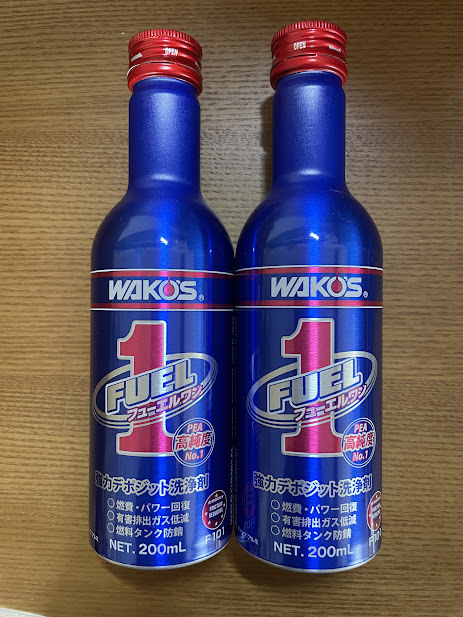 OPEN
WAKO'S®
1
FUEL
フューエルワン
PEA
高純度
No.1
強力デポジット洗浄剤
○燃費・パワー回復
○有害排出ガス低減
○燃料タンク防錆
NET. 200mL
F101
OPEN
WAKO'S®
1
FUEL
フューエルワン
PEA
高純度
No.1
強力デポジット洗浄剤
○燃費・パワー回復
○有害排出ガス低減
○燃料タンク防錆
NET. 200mL